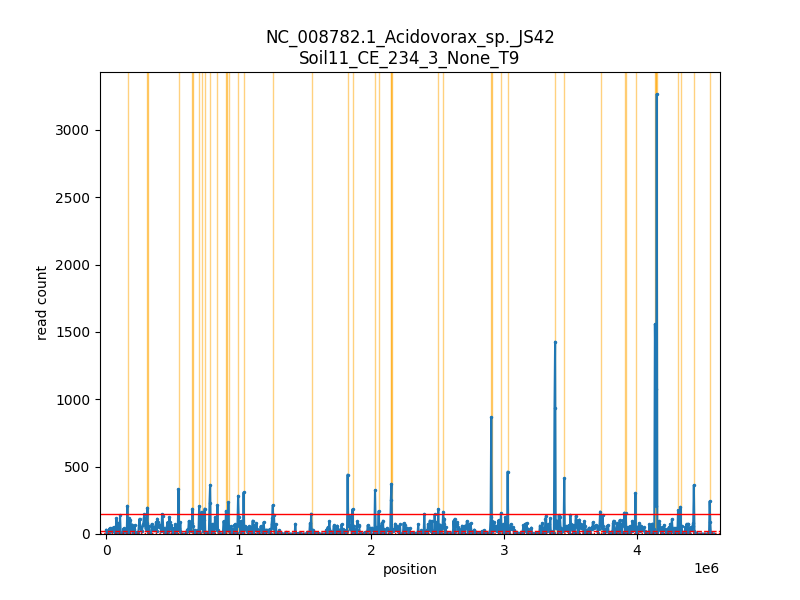 NC_008782.1_Acidovorax_sp._JS42
Soil11_CE_234_3_None_T9
3000
2500
2000
1500
1000
500
0
read count
0
1
2
3
4
1e6
position